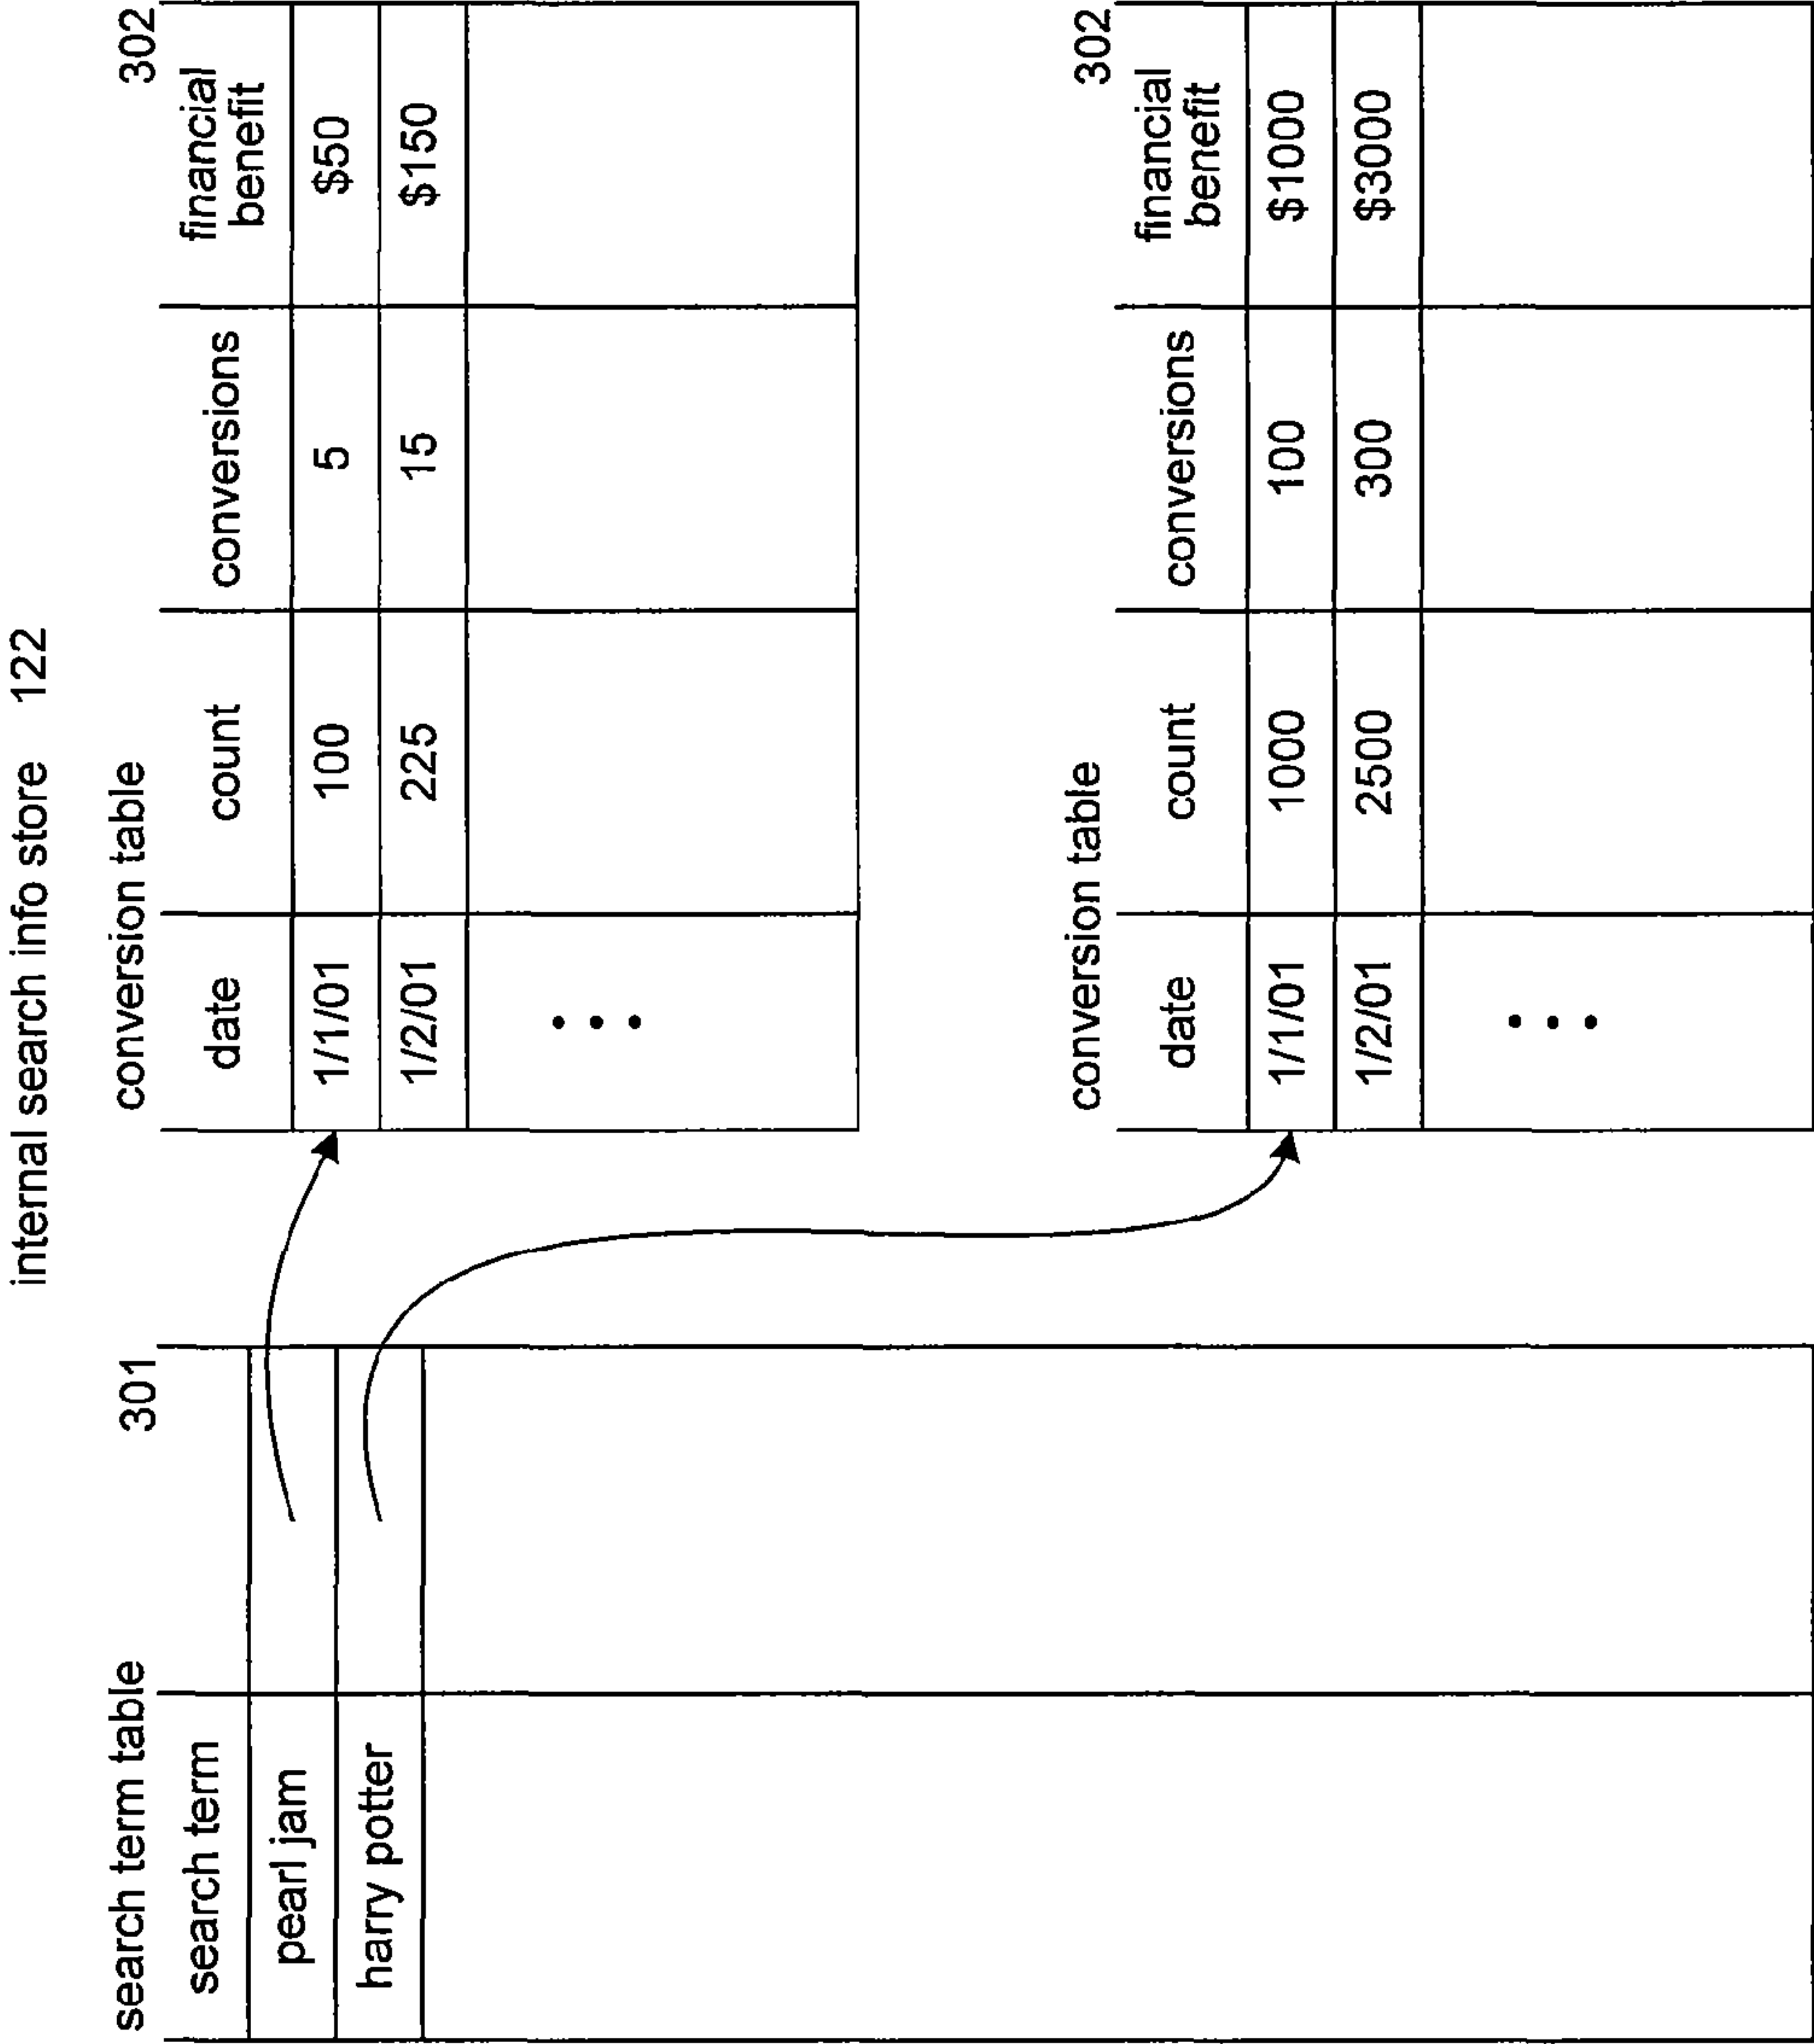 internal search info store 122
search term table 301
search term
pearl jam
harry potter
conversion table 302
date count conversions financial benefit
1/1/01 100 5 $50
1/2/01 225 15 $150
conversion table 302
date count conversions financial benefit
1/1/01 1000 100 $1000
1/2/01 2500 300 $3000